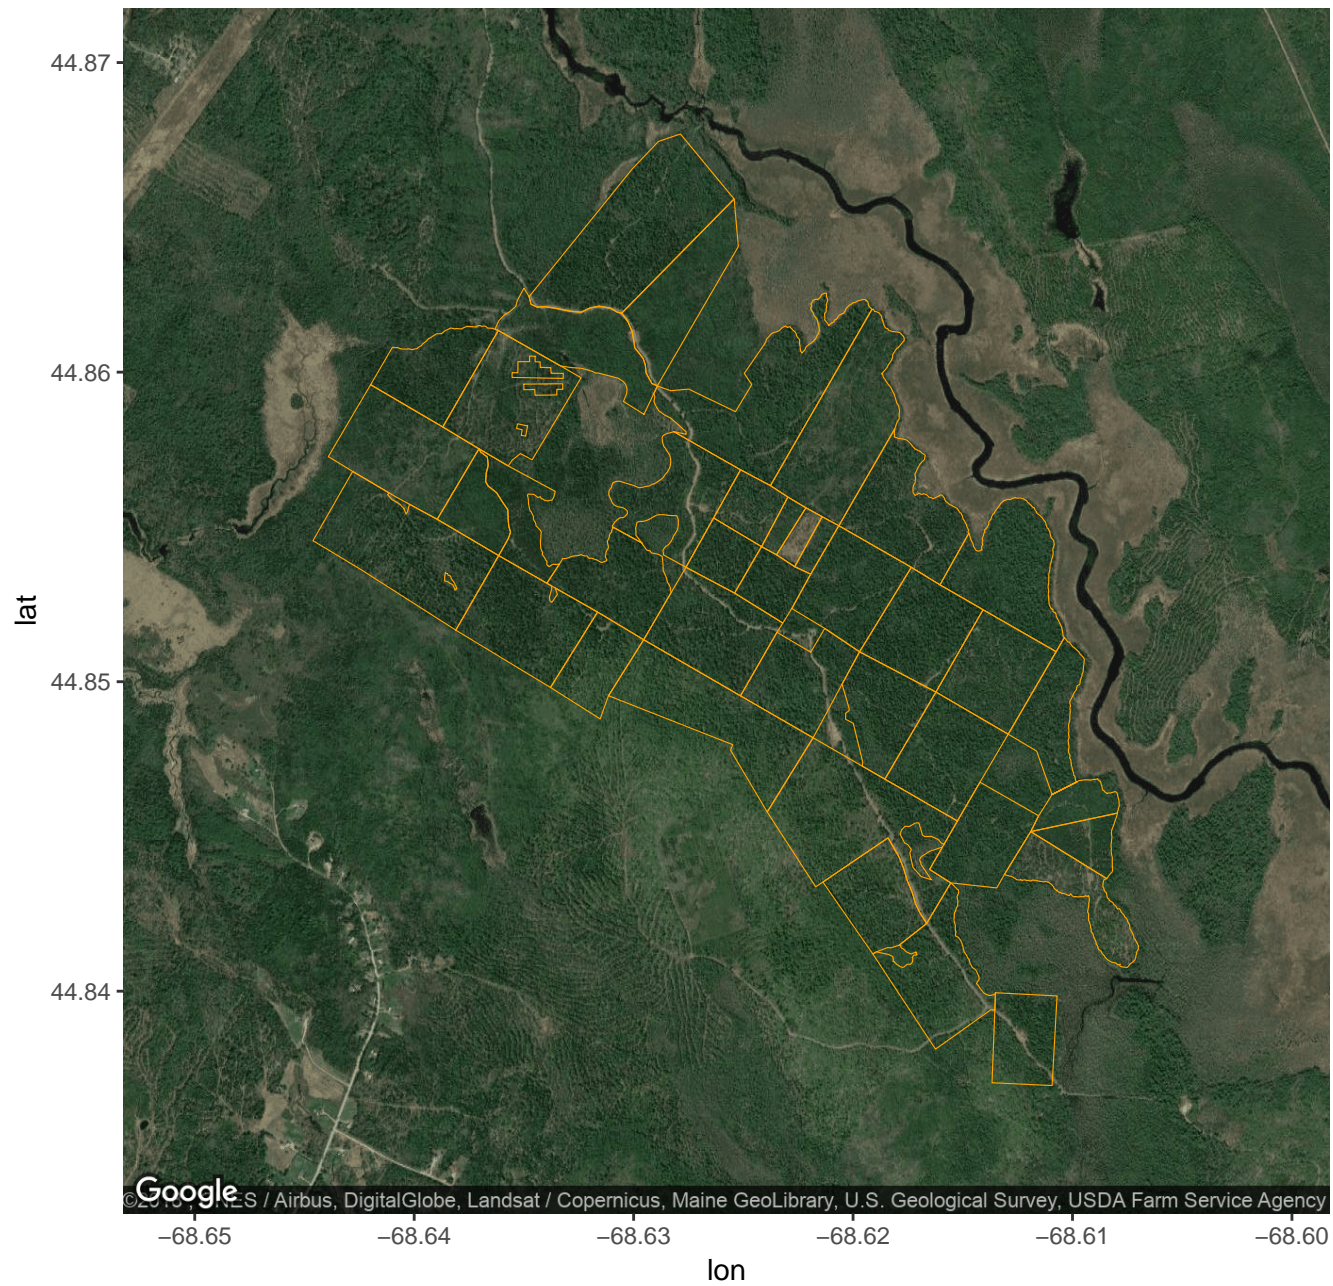 44.87
44.86
44.85
44.84
lat
Google
/ Airbus, DigitalGlobe, Landsat / Copernicus, Maine GeoLibrary, U.S. Geological Survey, USDA Farm Service Agency
−68.65 −68.64 −68.63 −68.62 −68.61 −68.60
lon